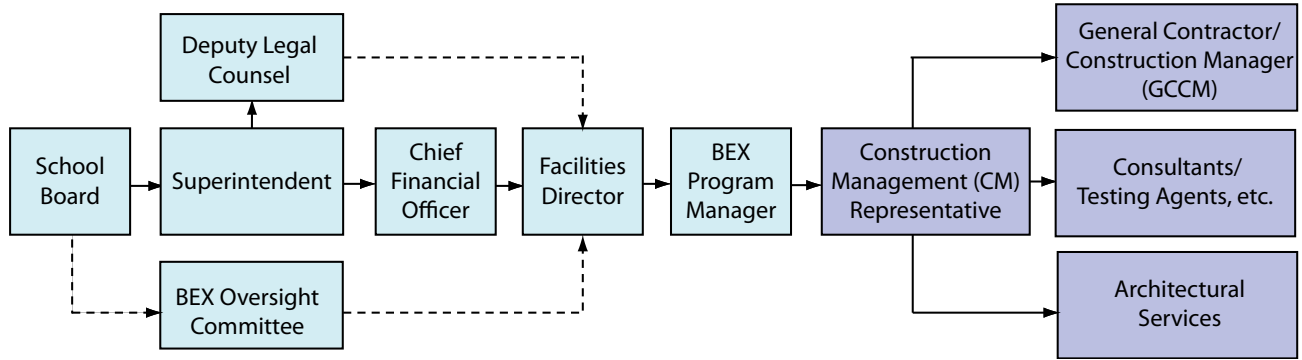 Deputy Legal
Counsel
General Contractor/
Construction Manager
(GCCM)
School
Board
Superintendent
Chief
Financial
Officer
Facilities
Director
BEX
Program
Manager
Construction
Management (CM)
Representative
Consultants/
Testing Agents, etc.
BEX Oversight
Committee
Architectural
Services